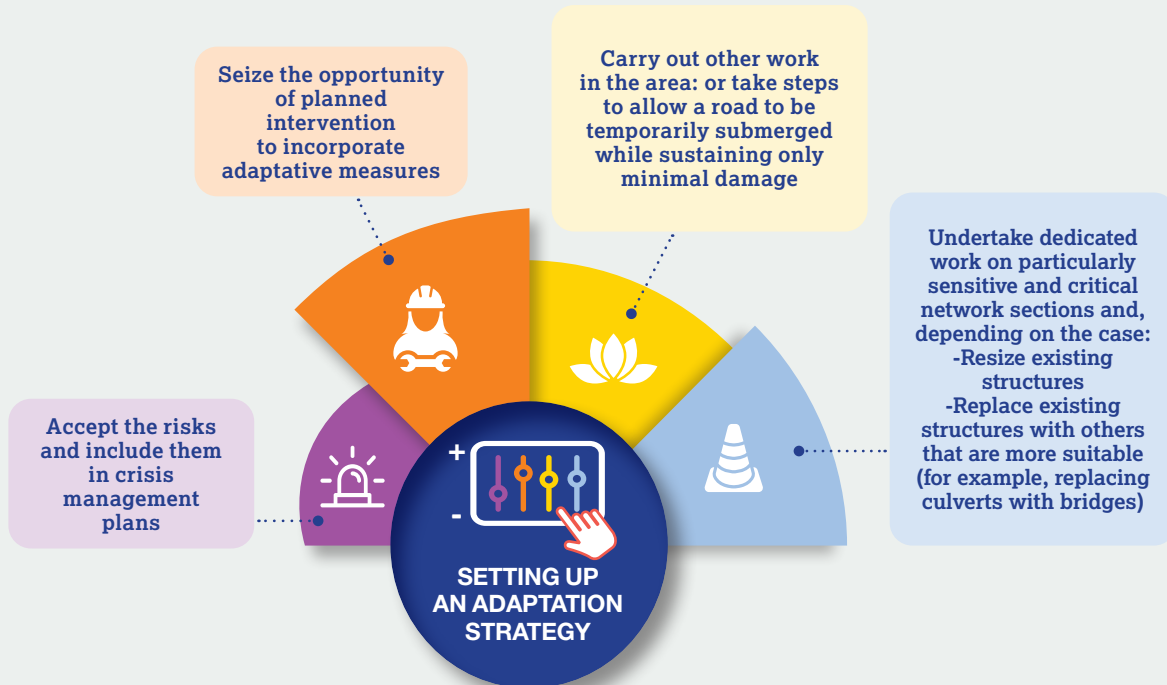 Seize the opportunity
of planned
intervention
to incorporate
adaptative measures
Carry out other work
in the area: or take steps
to allow a road to be
temporarily submerged
while sustaining only
minimal damage
Undertake dedicated
work on particularly
sensitive and critical
network sections and,
depending on the case:
-Resize existing
structures
-Replace existing
structures with others
that are more suitable
(for example, replacing
culverts with bridges)
Accept the risks
and include them
in crisis
management
plans
+
-
SETTING UP
AN ADAPTATION
STRATEGY